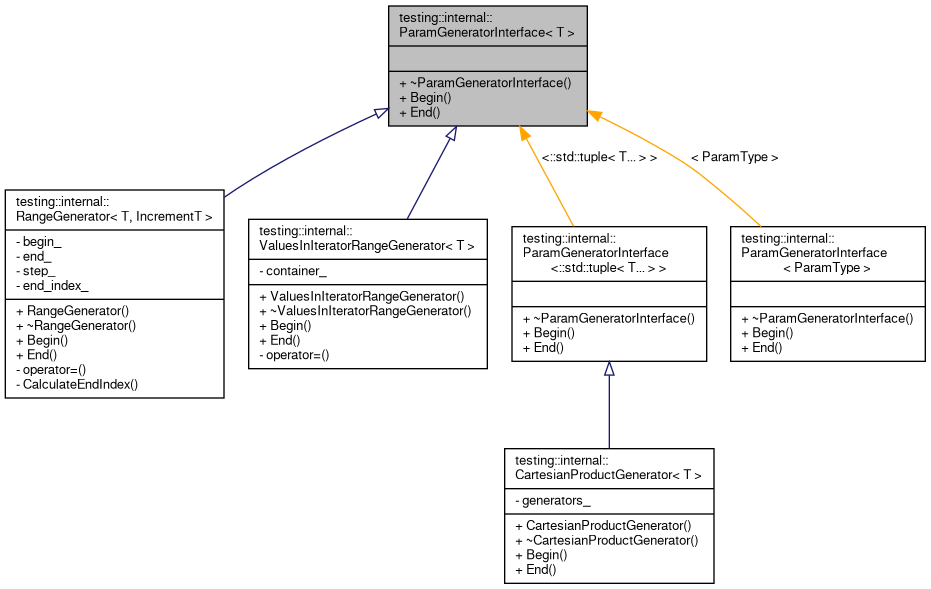 testing::internal::
ParamGeneratorInterface< T >
+ ~ParamGeneratorInterface()
+ Begin()
+ End()
<::std::tuple< T... > >
< ParamType >
testing::internal::
RangeGenerator< T, IncrementT >
- begin_
- end_
- step_
- end_index_
+ RangeGenerator()
+ ~RangeGenerator()
+ Begin()
+ End()
- operator=()
- CalculateEndIndex()
testing::internal::
ValuesInIteratorRangeGenerator< T >
- container_
+ ValuesInIteratorRangeGenerator()
+ ~ValuesInIteratorRangeGenerator()
+ Begin()
+ End()
- operator=()
testing::internal::
ParamGeneratorInterface
<::std::tuple< T... > >
+ ~ParamGeneratorInterface()
+ Begin()
+ End()
testing::internal::
ParamGeneratorInterface
< ParamType >
+ ~ParamGeneratorInterface()
+ Begin()
+ End()
testing::internal::
CartesianProductGenerator< T >
- generators_
+ CartesianProductGenerator()
+ ~CartesianProductGenerator()
+ Begin()
+ End()